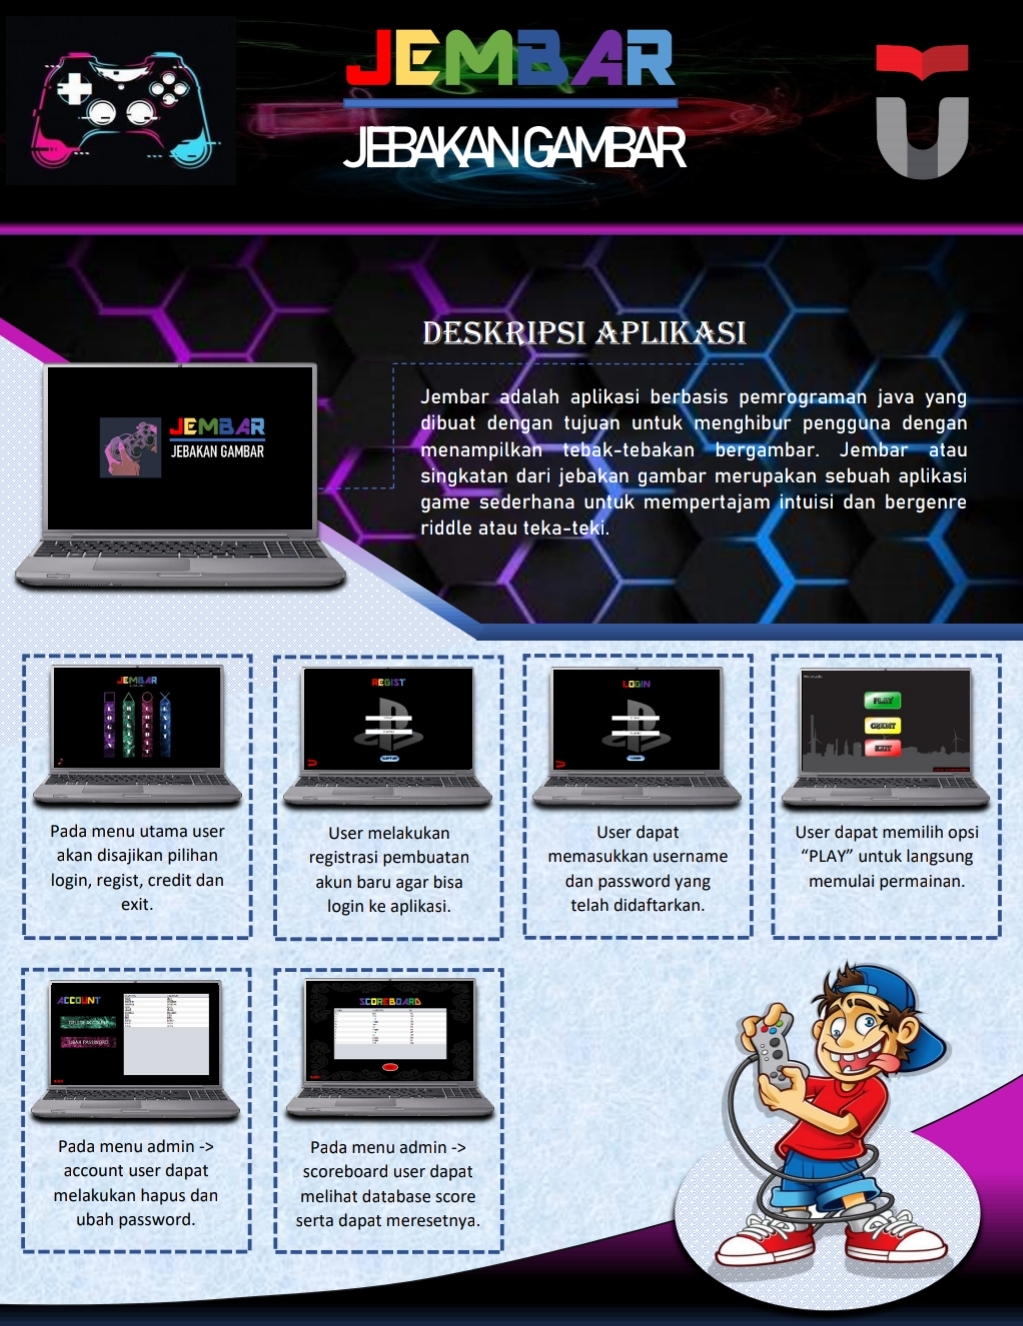 JEMBAR
JEBAKAN GAMBAR
DESKRIPSI APLIKASI
Jembar adalah aplikasi berbasis pemrograman java yang
dibuat dengan tujuan untuk menghibur pengguna dengan
menampilkan tebak-tebakan bergambar. Jembar atau
singkatan dari jebakan gambar merupakan sebuah aplikasi
game sederhana untuk mempertajam intuisi dan bergenre
riddle atau teka-teki.
JEMBAR
JEBAKAN GAMBAR
JEMBAR
LOGIN
REGIST
CREDIT
EXIT
Pada menu utama user
akan disajikan pilihan
login, regist, credit dan
exit.
REGIST
User melakukan
registrasi pembuatan
akun baru agar bisa
login ke aplikasi.
LOGIN
User dapat
memasukkan username
dan password yang
telah didaftarkan.
PLAY
CREDIT
EXIT
User dapat memilih opsi
“PLAY” untuk langsung
memulai permainan.
ACCOUNT
DELETE ACCOUNT
UBAH PASSWORD
Pada menu admin ->
account user dapat
melakukan hapus dan
ubah password.
SCOREBOARD
Pada menu admin ->
scoreboard user dapat
melihat database score
serta dapat meresetnya.